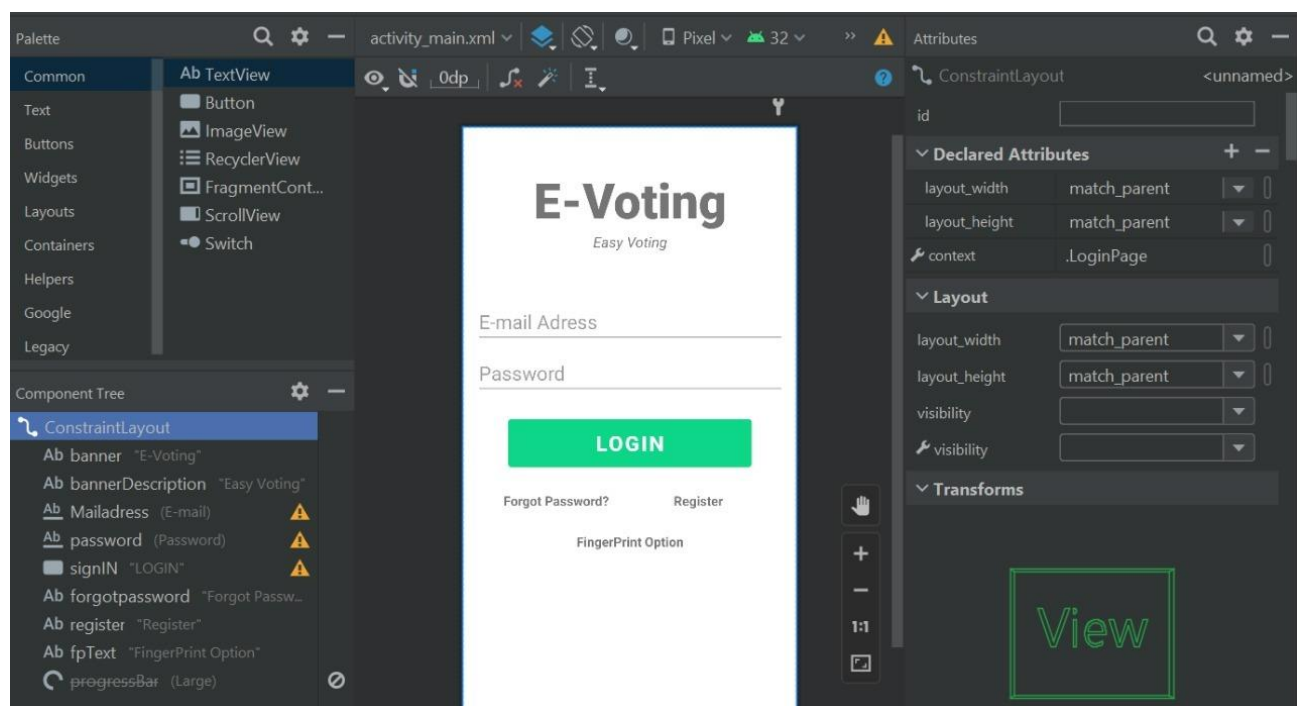 Palette
Common
Text
Buttons
Widgets
Layouts
Containers
Helpers
Google
Legacy
Ab TextView
Button
ImageView
RecyclerView
FragmentCont...
ScrollView
Switch
Component Tree
ConstraintLayout
Ab banner "E-Voting"
Ab bannerDescription "Easy Voting"
Ab Mailadress (E-mail)
Ab password (Password)
signIN "LOGIN"
Ab forgotpassword "Forgot Passw...
Ab register "Register"
Ab fpText "FingerPrint Option"
progressBar (Large)
activity_main.xml Pixel 32 »
0dp
E-Voting
Easy Voting
E-mail Adress
Password
LOGIN
Forgot Password? Register
FingerPrint Option
1:1
Attributes
ConstraintLayout <unnamed>
id
Declared Attributes
layout_width match_parent
layout_height match_parent
context .LoginPage
Layout
layout_width match_parent
layout_height match_parent
visibility
visibility
Transforms
View